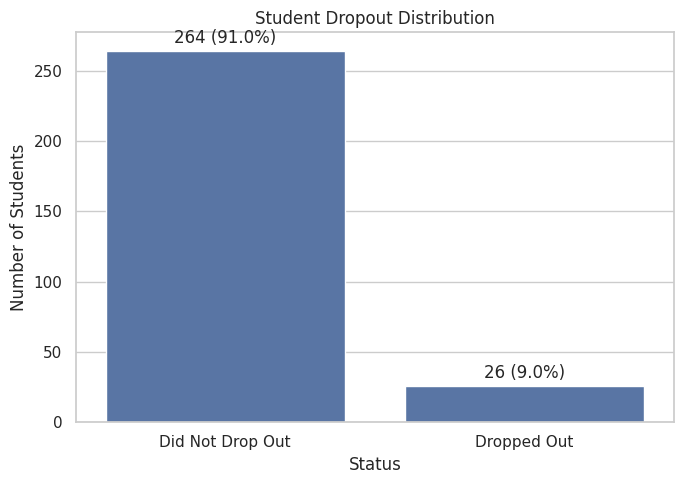 Student Dropout Distribution
264 (91.0%)
250
200
150
100
50
0
Number of Students
26 (9.0%)
Did Not Drop Out
Dropped Out
Status